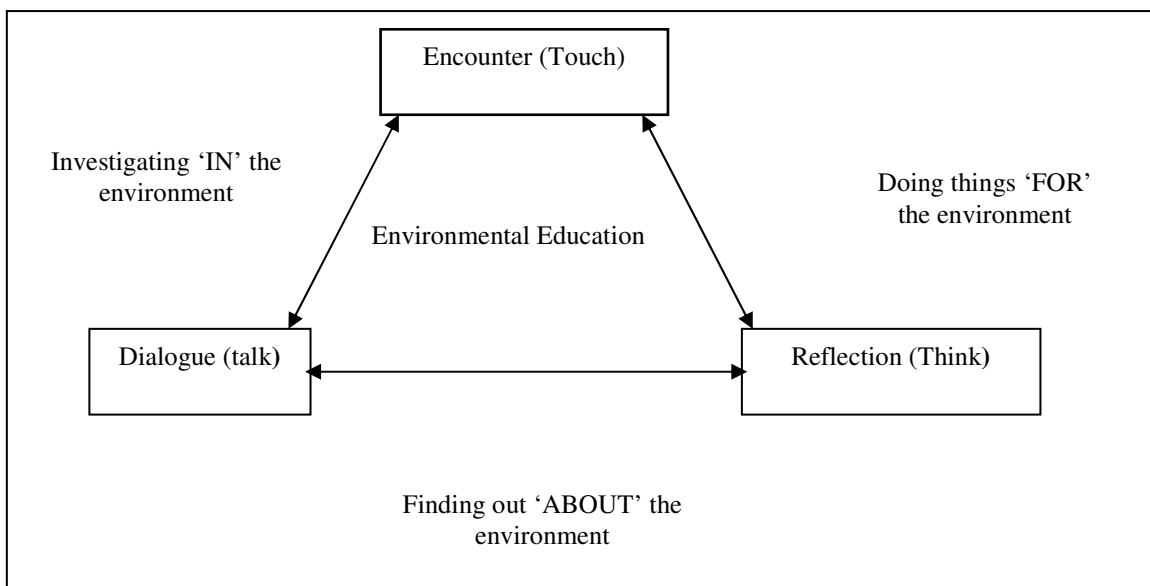 Encounter (Touch)
Investigating ‘IN’ the
environment
Doing things ‘FOR’
the environment
Environmental Education
Dialogue (talk)
Reflection (Think)
Finding out ‘ABOUT’ the
environment